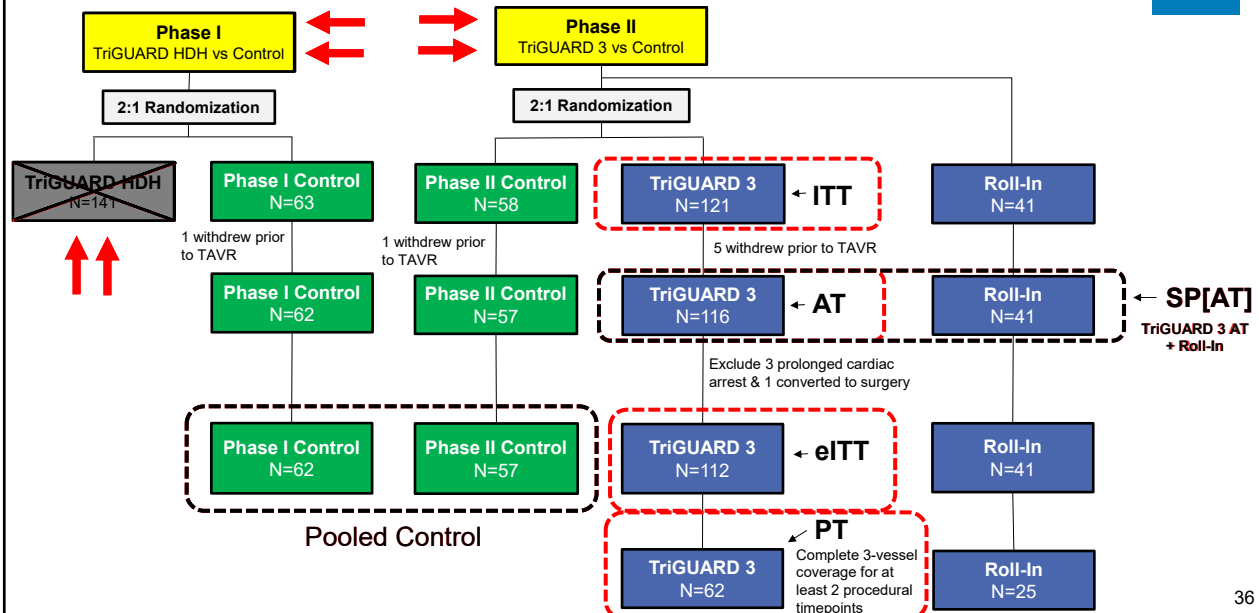 Phase I
TriGUARD HDH vs Control
Phase II
TriGUARD 3 vs Control
2:1 Randomization
2:1 Randomization
TriGUARD HDH
N=141
Phase I Control
N=63
Phase II Control
N=58
TriGUARD 3
N=121
ITT
Roll-In
N=41
1 withdrew prior
to TAVR
1 withdrew prior
to TAVR
5 withdrew prior to TAVR
Phase I Control
N=62
Phase II Control
N=57
TriGUARD 3
N=116
AT
Roll-In
N=41
SP[AT]
TriGUARD 3 AT
+ Roll-In
Exclude 3 prolonged cardiac
arrest & 1 converted to surgery
Phase I Control
N=62
Phase II Control
N=57
TriGUARD 3
N=112
eITT
Roll-In
N=41
Pooled Control
PT
Complete 3-vessel
coverage for at
least 2 procedural
timepoints
TriGUARD 3
N=62
Roll-In
N=25
36